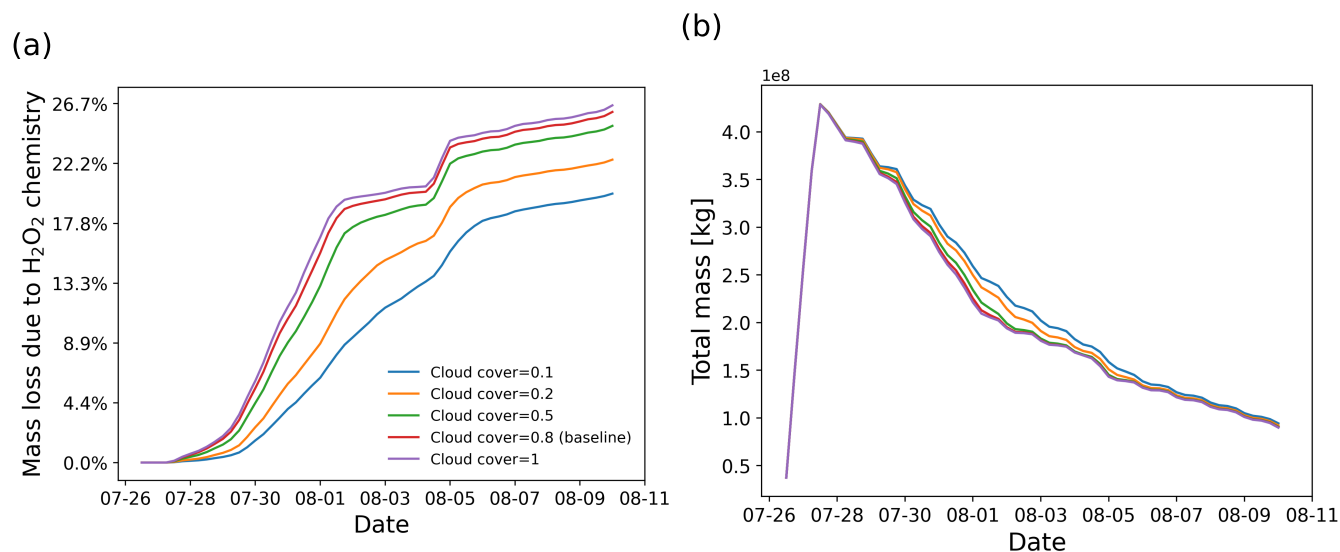 (a)
Mass loss due to H₂O₂ chemistry
26.7%
22.2%
17.8%
13.3%
8.9%
4.4%
0.0%
Cloud cover=0.1
Cloud cover=0.2
Cloud cover=0.5
Cloud cover=0.8 (baseline)
Cloud cover=1
07-26 07-28 07-30 08-01 08-03 08-05 08-07 08-09 08-11
Date
(b)
1e8
Total mass [kg]
4.0
3.5
3.0
2.5
2.0
1.5
1.0
0.5
07-26 07-28 07-30 08-01 08-03 08-05 08-07 08-09 08-11
Date